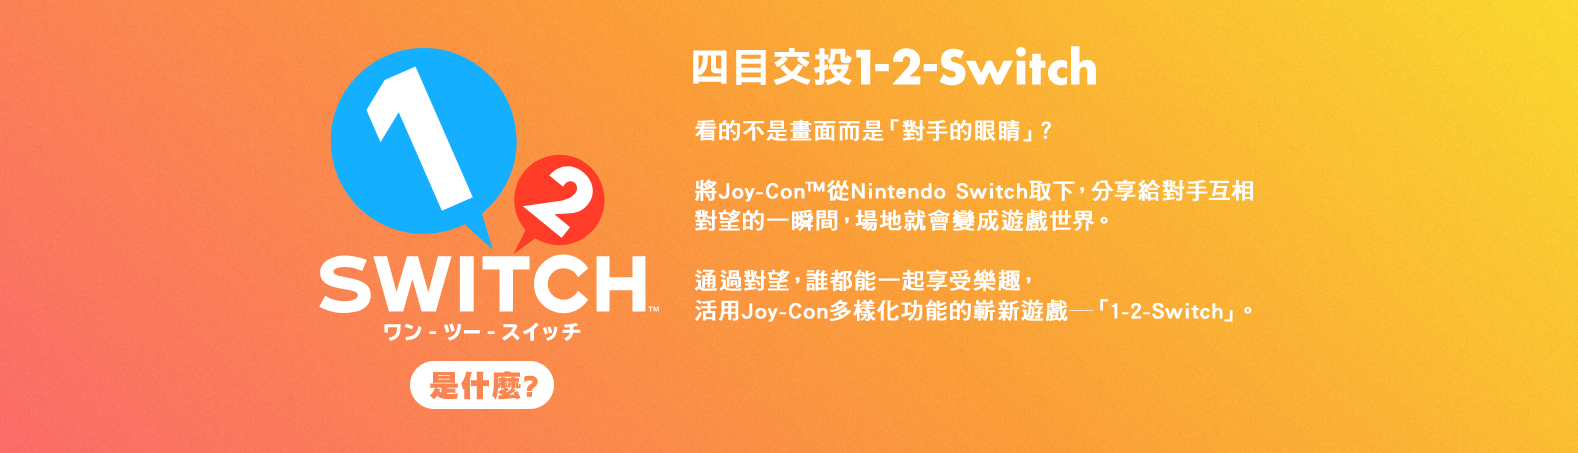 1
2
SWITCH™
ワン-ツー-スイッチ
是什麼?
四目交投1-2-Switch
看的不是畫面而是「對手的眼睛」?
將Joy-Con™從Nintendo Switch取下，分享給對手互相
對望的一瞬間，場地就會變成遊戲世界。
通過對望，誰都能一起享受樂趣，
活用Joy-Con多樣化功能的嶄新遊戲─「1-2-Switch」。